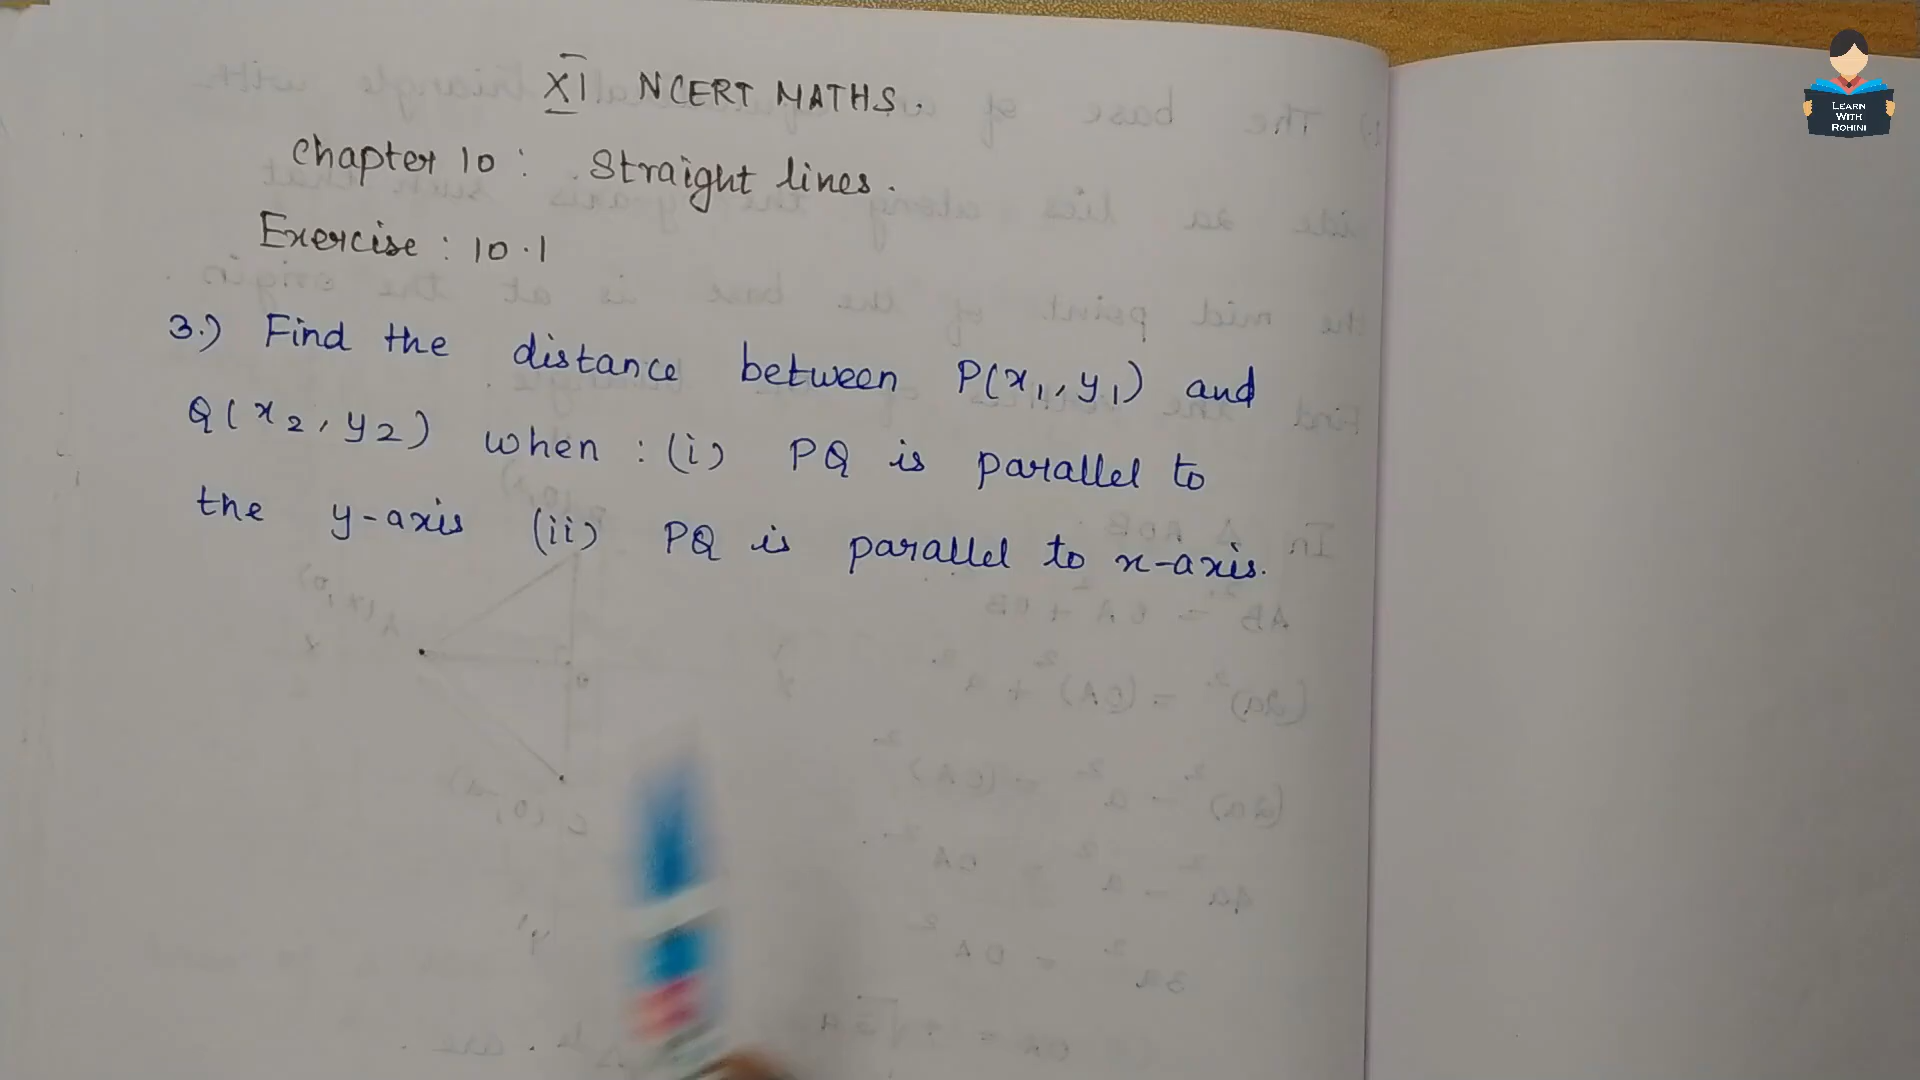 XI NCERT MATHS.
Chapter 10 : Straight lines.
Exercise : 10.1
3.) Find the distance between P(x₁, y₁) and
Q(x₂, y₂) when : (i) PQ is parallel to
the y-axis (ii) PQ is parallel to x-axis.
LEARN
WITH
ROHINI